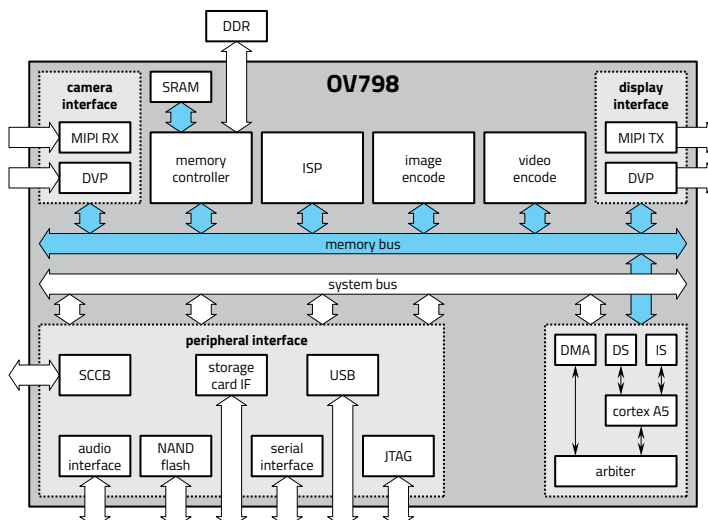 DDR
OV798
camera
interface
SRAM
display
interface
MIPI RX
DVP
memory
controller
ISP
image
encode
video
encode
MIPI TX
DVP
memory bus
system bus
peripheral interface
SCCB
storage
card IF
USB
DMA
DS
IS
cortex A5
audio
interface
NAND
flash
serial
interface
JTAG
arbiter